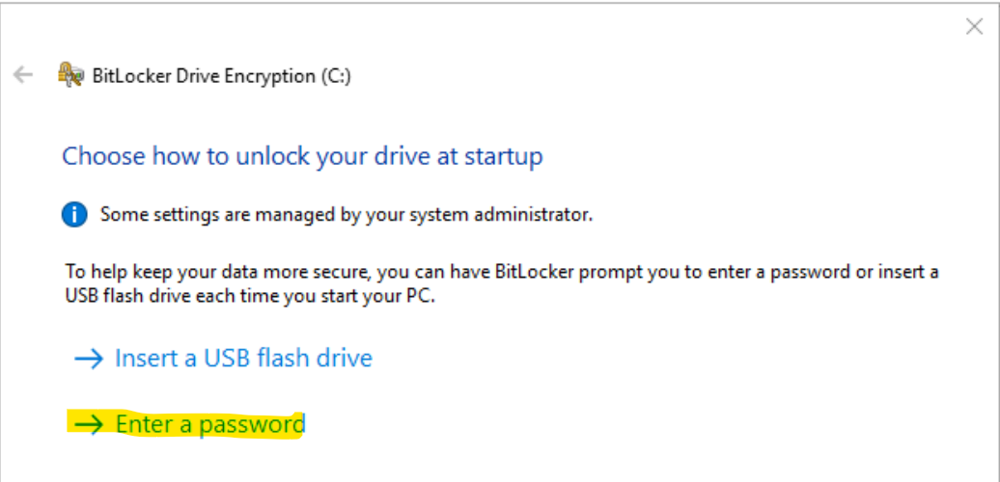 BitLocker Drive Encryption (C:)
Choose how to unlock your drive at startup
Some settings are managed by your system administrator.
To help keep your data more secure, you can have BitLocker prompt you to enter a password or insert a
USB flash drive each time you start your PC.
Insert a USB flash drive
Enter a password